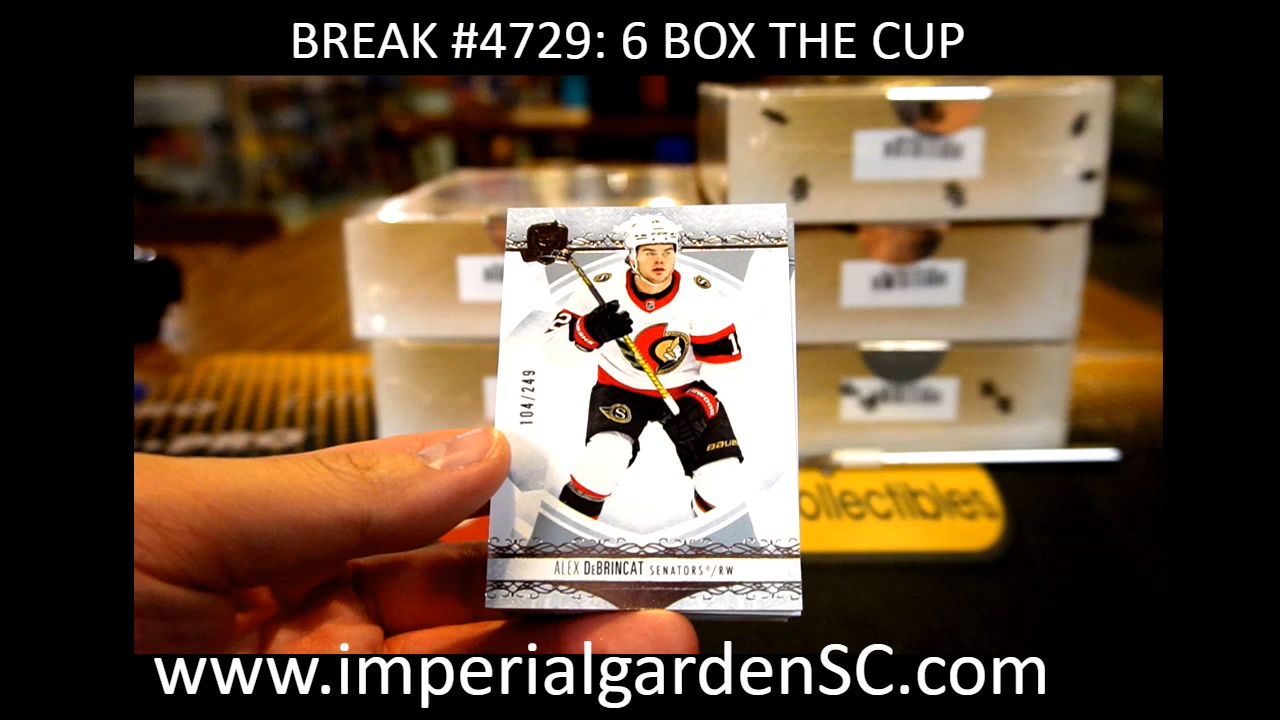 BREAK #4729: 6 BOX THE CUP
104/249
ALEX DEBRINCAT SENATORS®/RW
ollectibles
www.imperialgardenSC.com